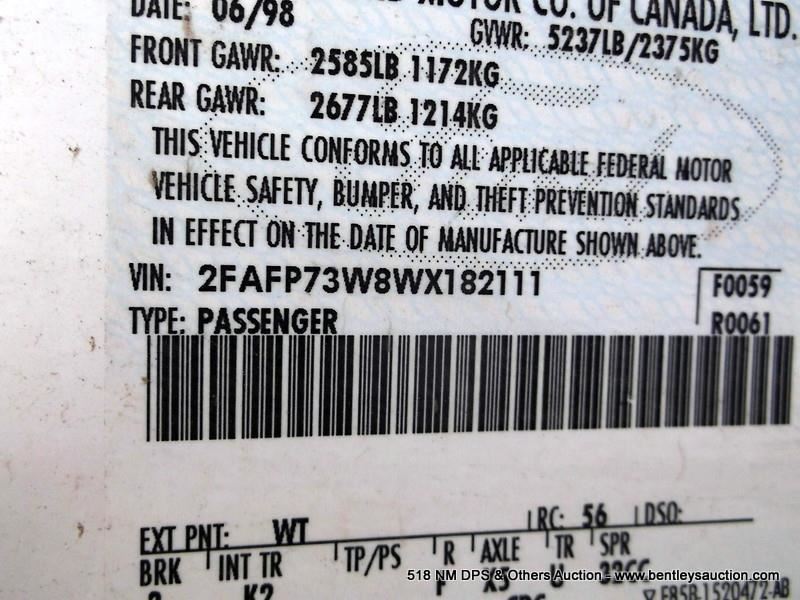 DATE: 06/98 MOTOR CO. OF CANADA, LTD.
GVWR: 5237LB/2375KG
FRONT GAWR: 2585LB 1172KG
REAR GAWR: 2677LB 1214KG
THIS VEHICLE CONFORMS TO ALL APPLICABLE FEDERAL MOTOR
VEHICLE SAFETY, BUMPER, AND THEFT PREVENTION STANDARDS
IN EFFECT ON THE DATE OF MANUFACTURE SHOWN ABOVE.
VIN: 2FAFP73W8WX182111 F0059
TYPE: PASSENGER R0061
EXT PNT: WT RC: 56 DSO:
BRK INT TR TP/PS R AXLE TR SPR
K2 X5 U
518 NM DPS & Others Auction - www.bentleysauction.com